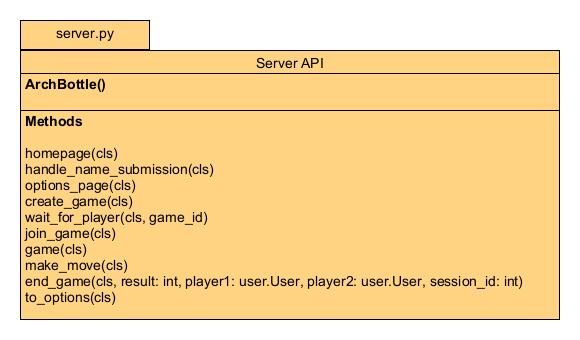 server.py
Server API
ArchBottle()
Methods
homepage(cls)
handle_name_submission(cls)
options_page(cls)
create_game(cls)
wait_for_player(cls, game_id)
join_game(cls)
game(cls)
make_move(cls)
end_game(cls, result: int, player1: user.User, player2: user.User, session_id: int)
to_options(cls)